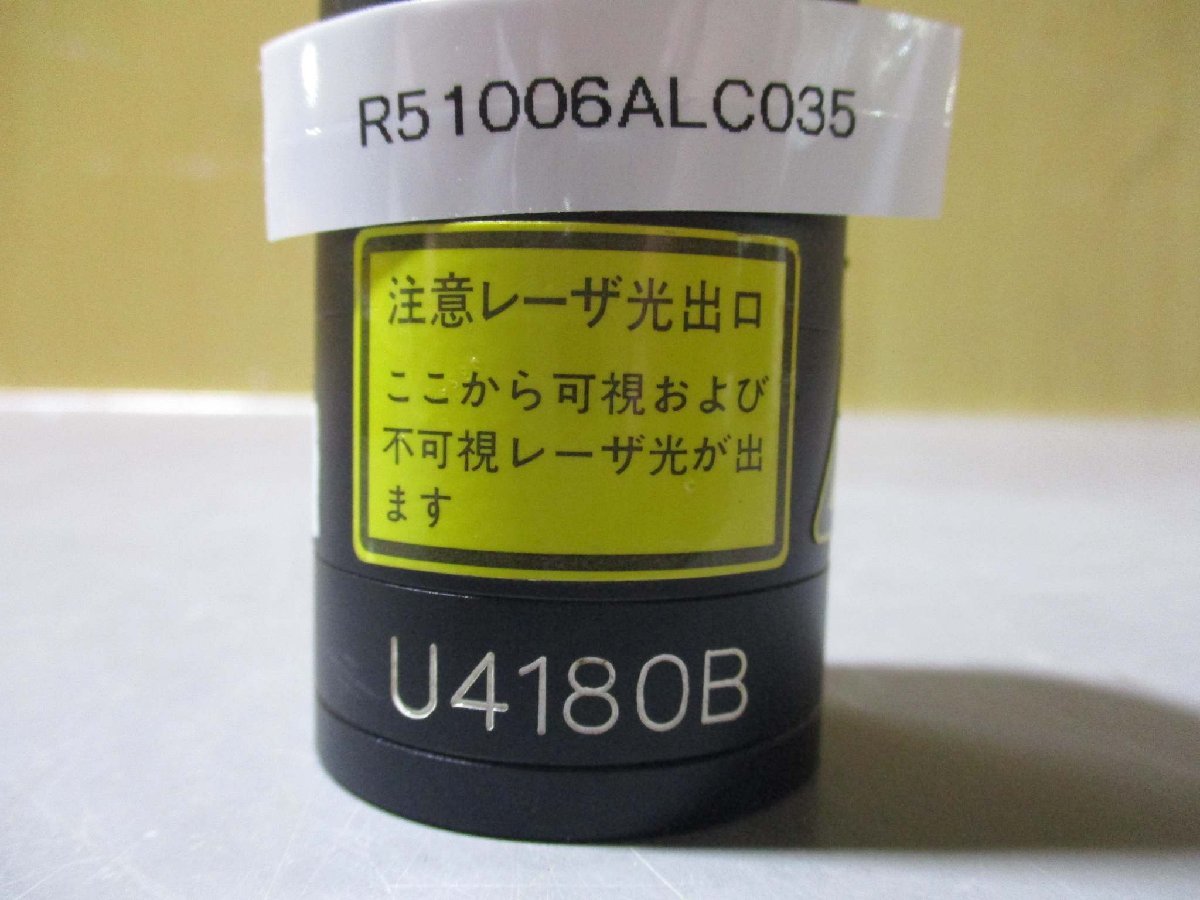 R51006ALC035
注意レーザ光出口
ここから可視および
不可視レーザ光が出
ます
U4180B